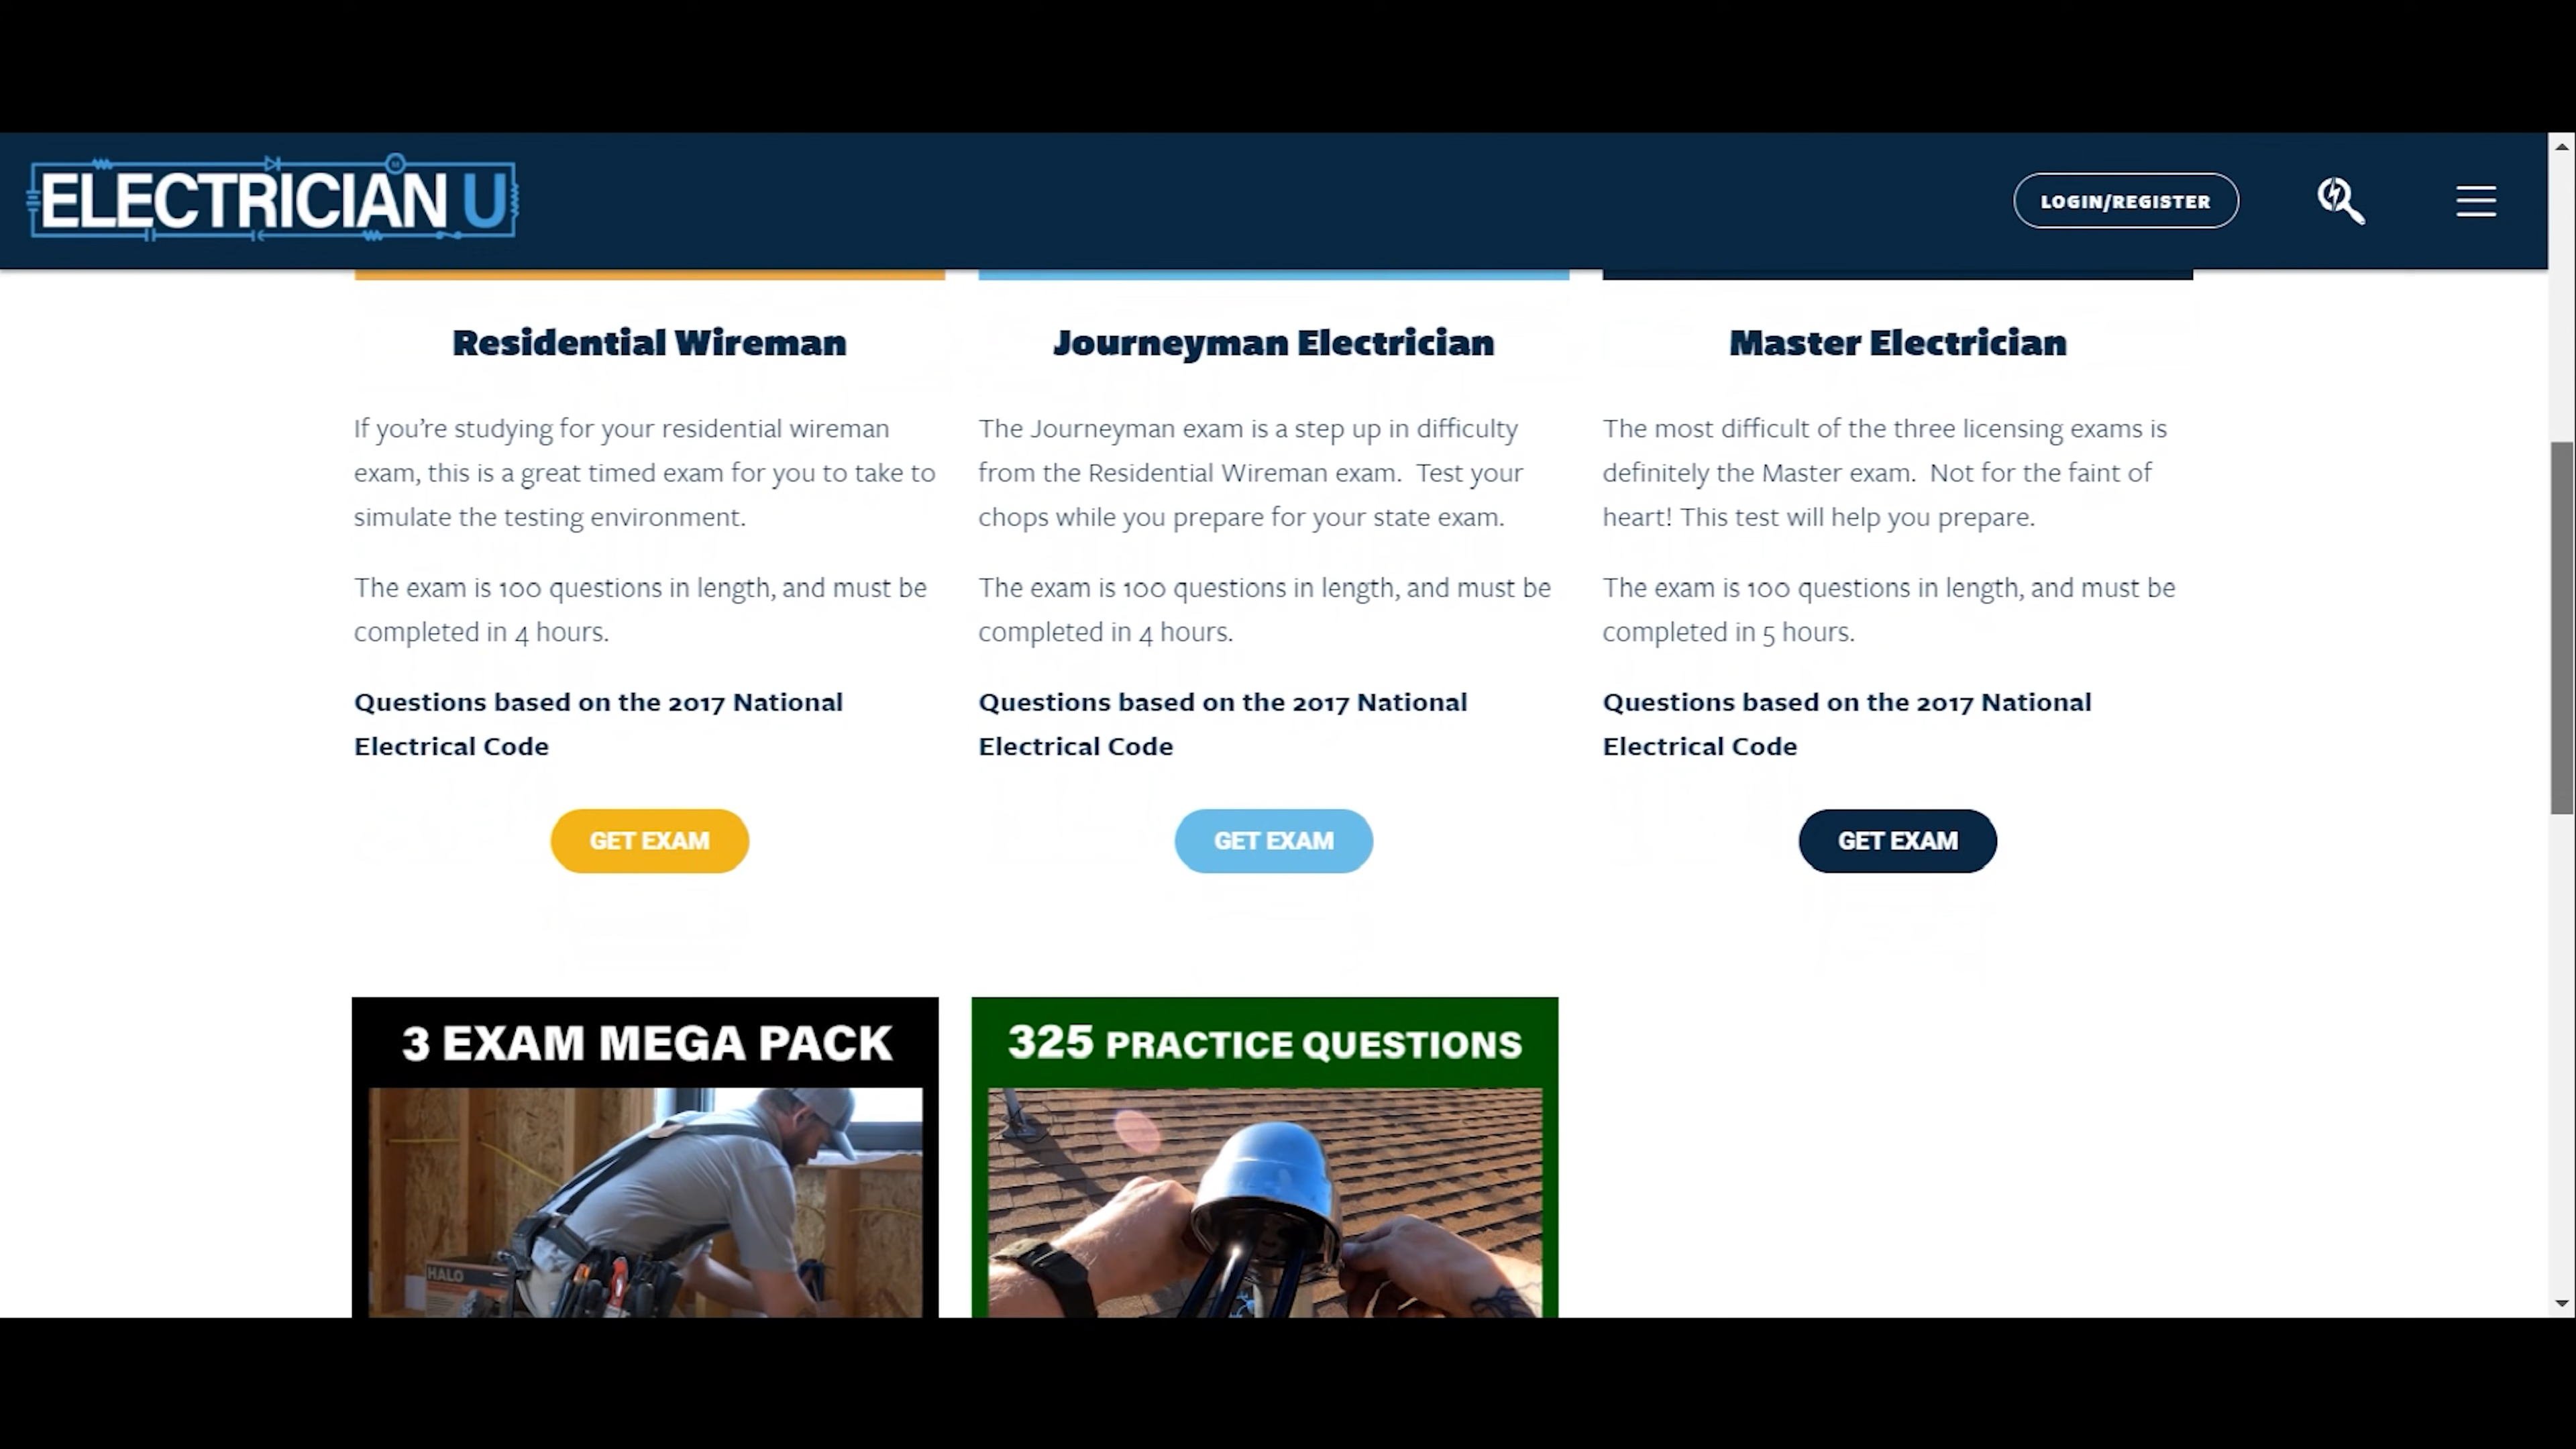 ELECTRICIAN U
LOGIN/REGISTER
Residential Wireman
If you're studying for your residential wireman
exam, this is a great timed exam for you to take to
simulate the testing environment.
The exam is 100 questions in length, and must be
completed in 4 hours.
Questions based on the 2017 National
Electrical Code
GET EXAM
Journeyman Electrician
The Journeyman exam is a step up in difficulty
from the Residential Wireman exam.  Test your
chops while you prepare for your state exam.
The exam is 100 questions in length, and must be
completed in 4 hours.
Questions based on the 2017 National
Electrical Code
GET EXAM
Master Electrician
The most difficult of the three licensing exams is
definitely the Master exam.  Not for the faint of
heart! This test will help you prepare.
The exam is 100 questions in length, and must be
completed in 5 hours.
Questions based on the 2017 National
Electrical Code
GET EXAM
3 EXAM MEGA PACK
HALO
325 PRACTICE QUESTIONS